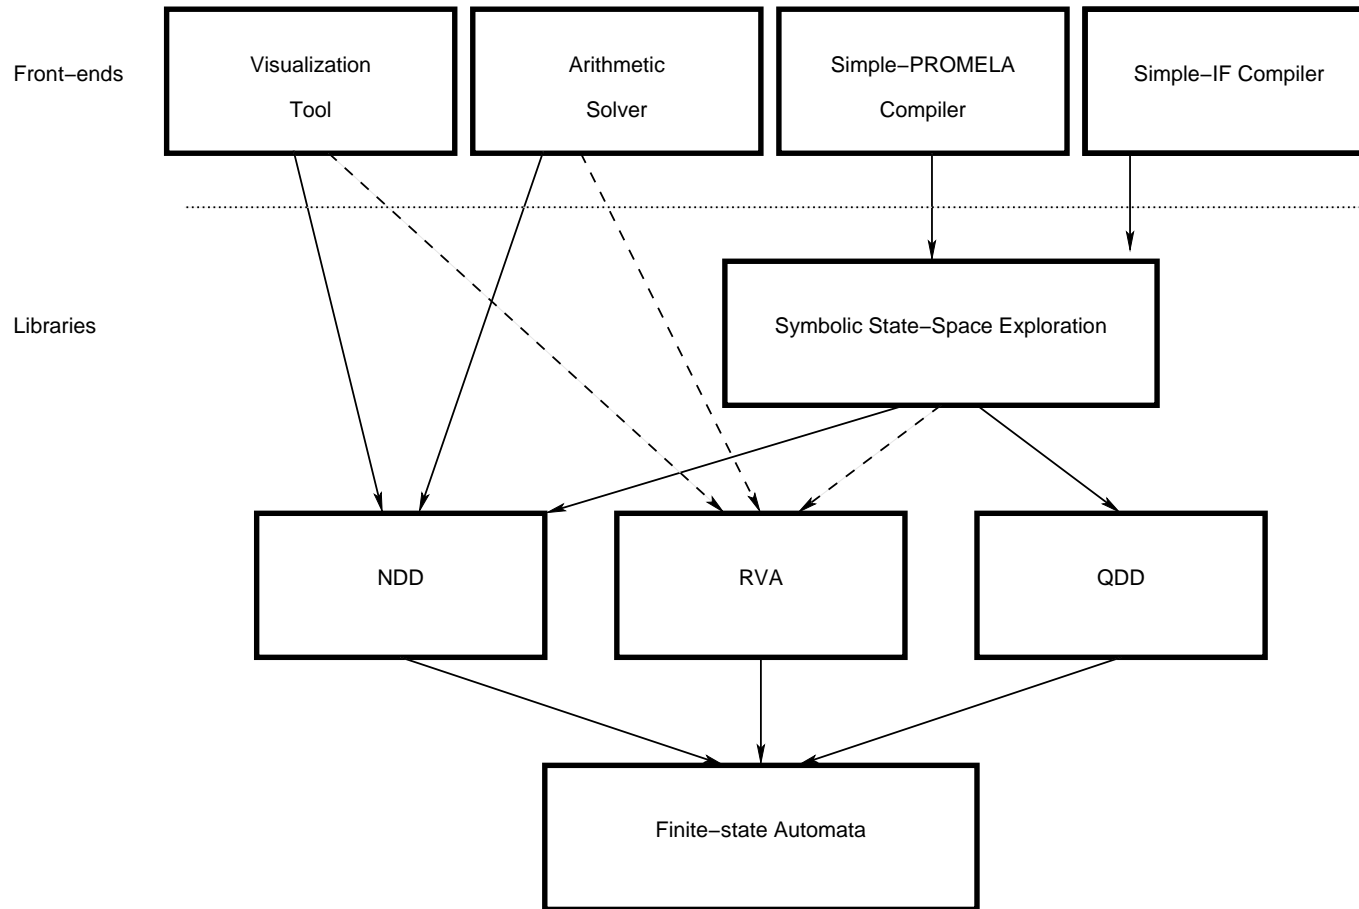 Front−ends
Visualization
Tool
Arithmetic
Solver
Simple−PROMELA
Compiler
Simple−IF Compiler
Libraries
Symbolic State−Space Exploration
NDD
RVA
QDD
Finite−state Automata